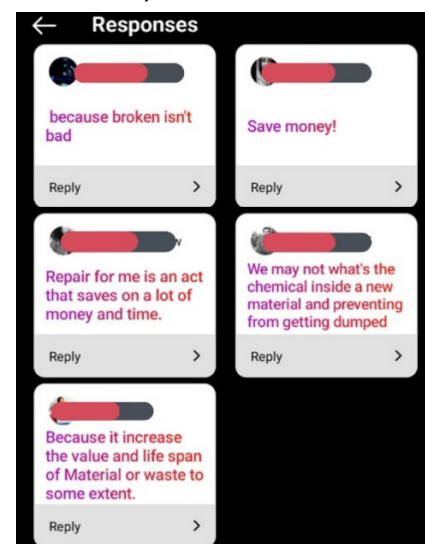 Responses
because broken isn't
bad
Reply
Save money!
Reply
Repair for me is an act
that saves on a lot of
money and time.
Reply
We may not what's the
chemical inside a new
material and preventing
from getting dumped
Reply
Because it increase
the value and life span
of Material or waste to
some extent.
Reply